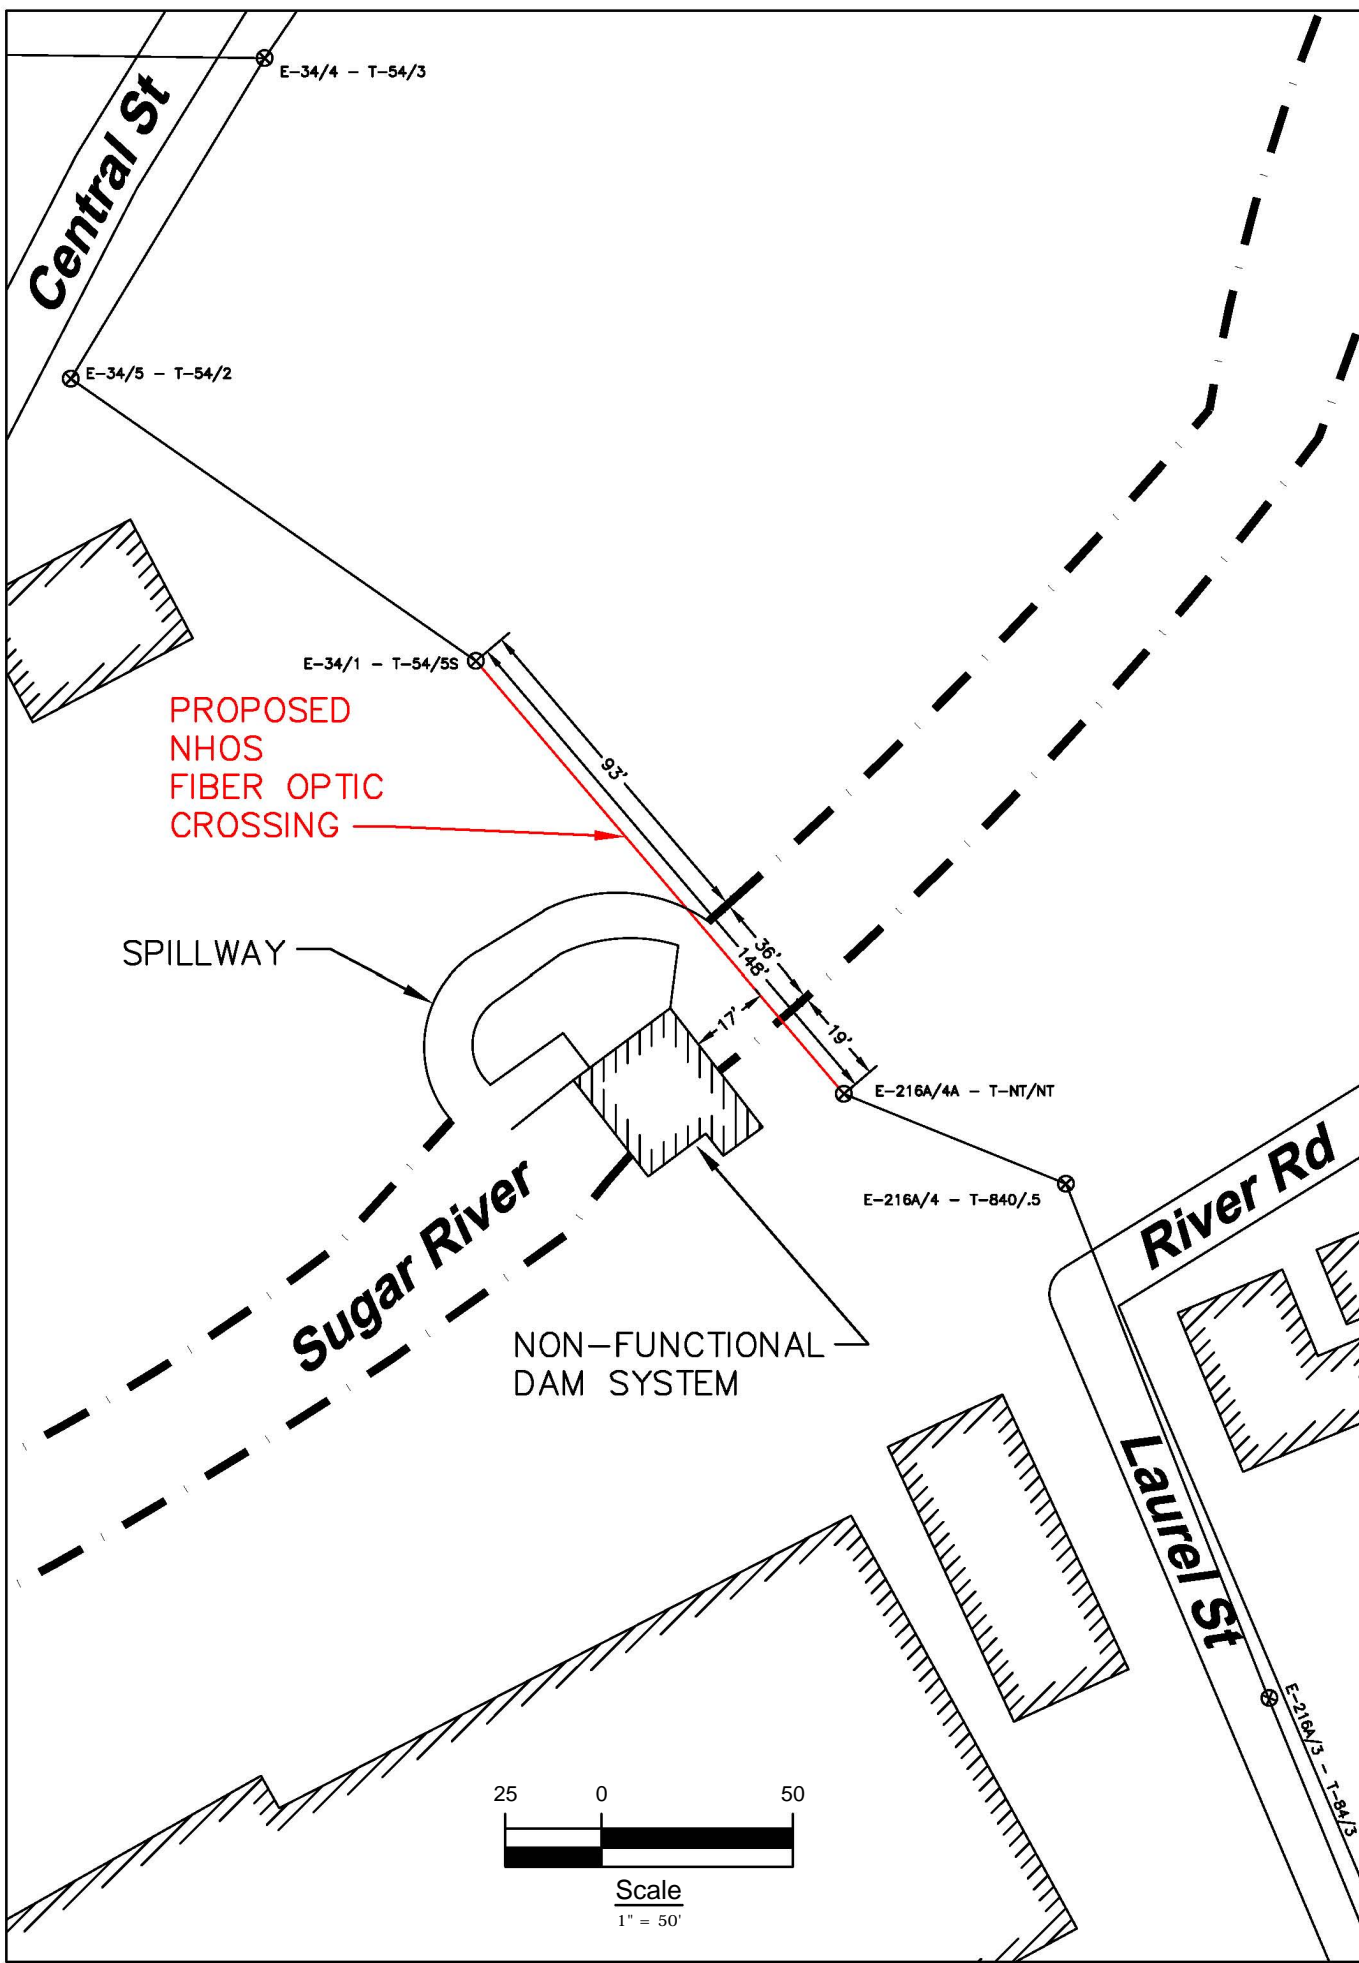 E-34/4 - T-54/3
Central St
E-34/5 - T-54/2
E-34/1 - T-54/5S
PROPOSED
NHOS
FIBER OPTIC
CROSSING
93'
SPILLWAY
36'
148'
17'
19'
E-216A/4A - T-NT/NT
E-216A/4 - T-840/.5
River Rd
Sugar River
NON-FUNCTIONAL
DAM SYSTEM
Laurel St
E-216A/3 - T-84/3
25 0 50
Scale
1" = 50'